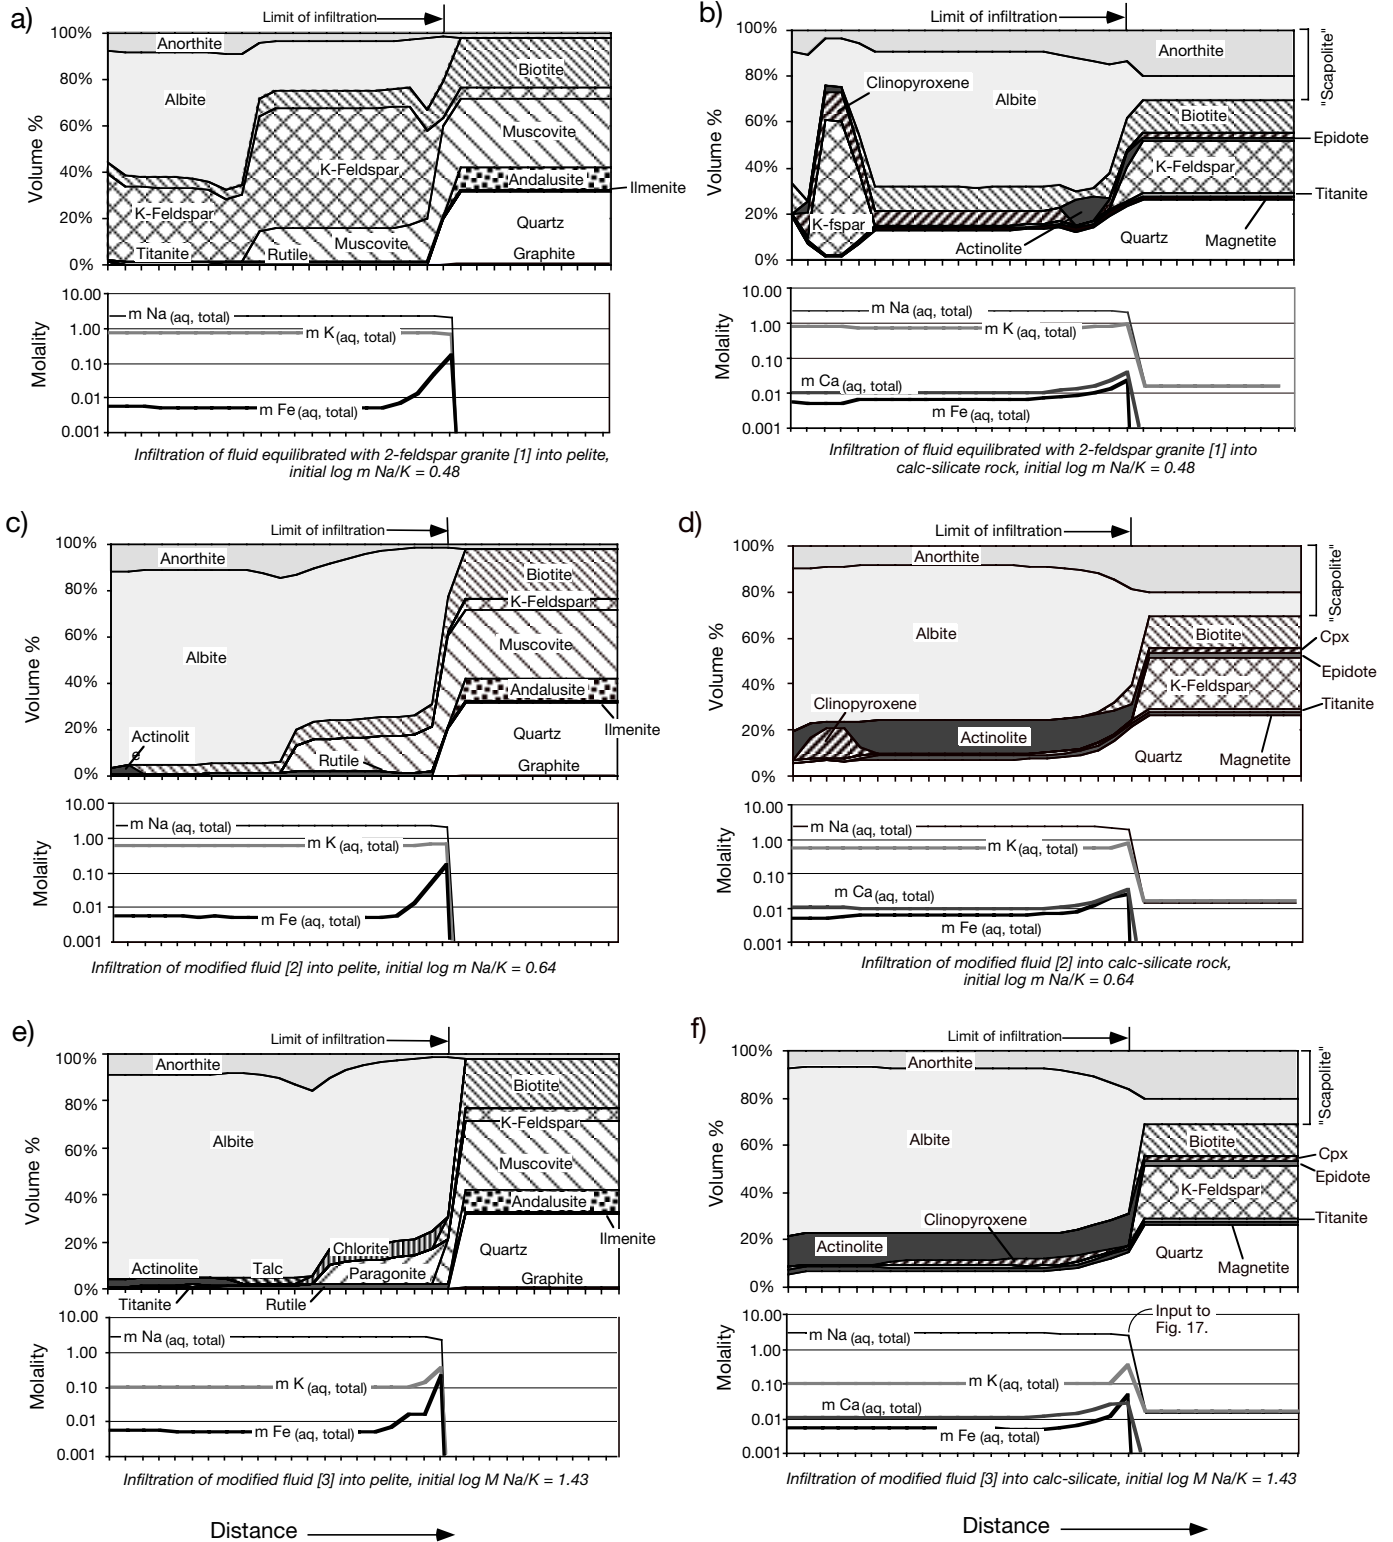 a)
Limit of infiltration
100%
80%
60%
40%
20%
0%
Volume %
Anorthite
Albite
Biotite
Muscovite
K-Feldspar
Andalusite
Ilmenite
K-Feldspar
Quartz
Titanite
Rutile
Muscovite
Graphite
10.00
1.00
0.10
0.01
0.001
Molality
m Na (aq, total)
m K (aq, total)
m Fe (aq, total)
Infiltration of fluid equilibrated with 2-feldspar granite [1] into pelite,
initial log m Na/K = 0.48
b)
Limit of infiltration
100%
80%
60%
40%
20%
0%
Volume %
Anorthite
"Scapolite"
Clinopyroxene
Albite
Biotite
Epidote
K-Feldspar
Titanite
K-fspar
Actinolite
Quartz
Magnetite
10.00
1.00
0.10
0.01
0.001
Molality
m Na (aq, total)
m K (aq, total)
m Ca (aq, total)
m Fe (aq, total)
Infiltration of fluid equilibrated with 2-feldspar granite [1] into
calc-silicate rock, initial log m Na/K = 0.48
c)
Limit of infiltration
100%
80%
60%
40%
20%
0%
Volume %
Anorthite
Biotite
K-Feldspar
Albite
Muscovite
Andalusite
Ilmenite
Actinolit
e
Quartz
Rutile
Graphite
10.00
1.00
0.10
0.01
0.001
Molality
m Na (aq, total)
m K (aq, total)
m Fe (aq, total)
Infiltration of modified fluid [2] into pelite, initial log m Na/K = 0.64
d)
Limit of infiltration
100%
80%
60%
40%
20%
0%
Volume %
Anorthite
"Scapolite"
Albite
Biotite
Cpx
Epidote
K-Feldspar
Clinopyroxene
Titanite
Actinolite
Quartz
Magnetite
10.00
1.00
0.10
0.01
0.001
Molality
m Na (aq, total)
m K (aq, total)
m Ca (aq, total)
m Fe (aq, total)
Infiltration of modified fluid [2] into calc-silicate rock,
initial log m Na/K = 0.64
e)
Limit of infiltration
100%
80%
60%
40%
20%
0%
Volume %
Anorthite
Biotite
K-Feldspar
Albite
Muscovite
Andalusite
Ilmenite
Chlorite
Quartz
Actinolite
Talc
Paragonite
Graphite
Titanite
Rutile
10.00
1.00
0.10
0.01
0.001
Molality
m Na (aq, total)
m K (aq, total)
m Fe (aq, total)
Infiltration of modified fluid [3] into pelite, initial log M Na/K = 1.43
Distance
f)
Limit of infiltration
100%
80%
60%
40%
20%
0%
Volume %
Anorthite
"Scapolite"
Albite
Biotite
Cpx
Epidote
K-Feldspar
Clinopyroxene
Titanite
Actinolite
Quartz
Magnetite
10.00
1.00
0.10
0.01
0.001
Molality
Input to
Fig. 17.
m Na (aq, total)
m K (aq, total)
m Ca (aq, total)
m Fe (aq, total)
Infiltration of modified fluid [3] into calc-silicate, initial log M Na/K = 1.43
Distance